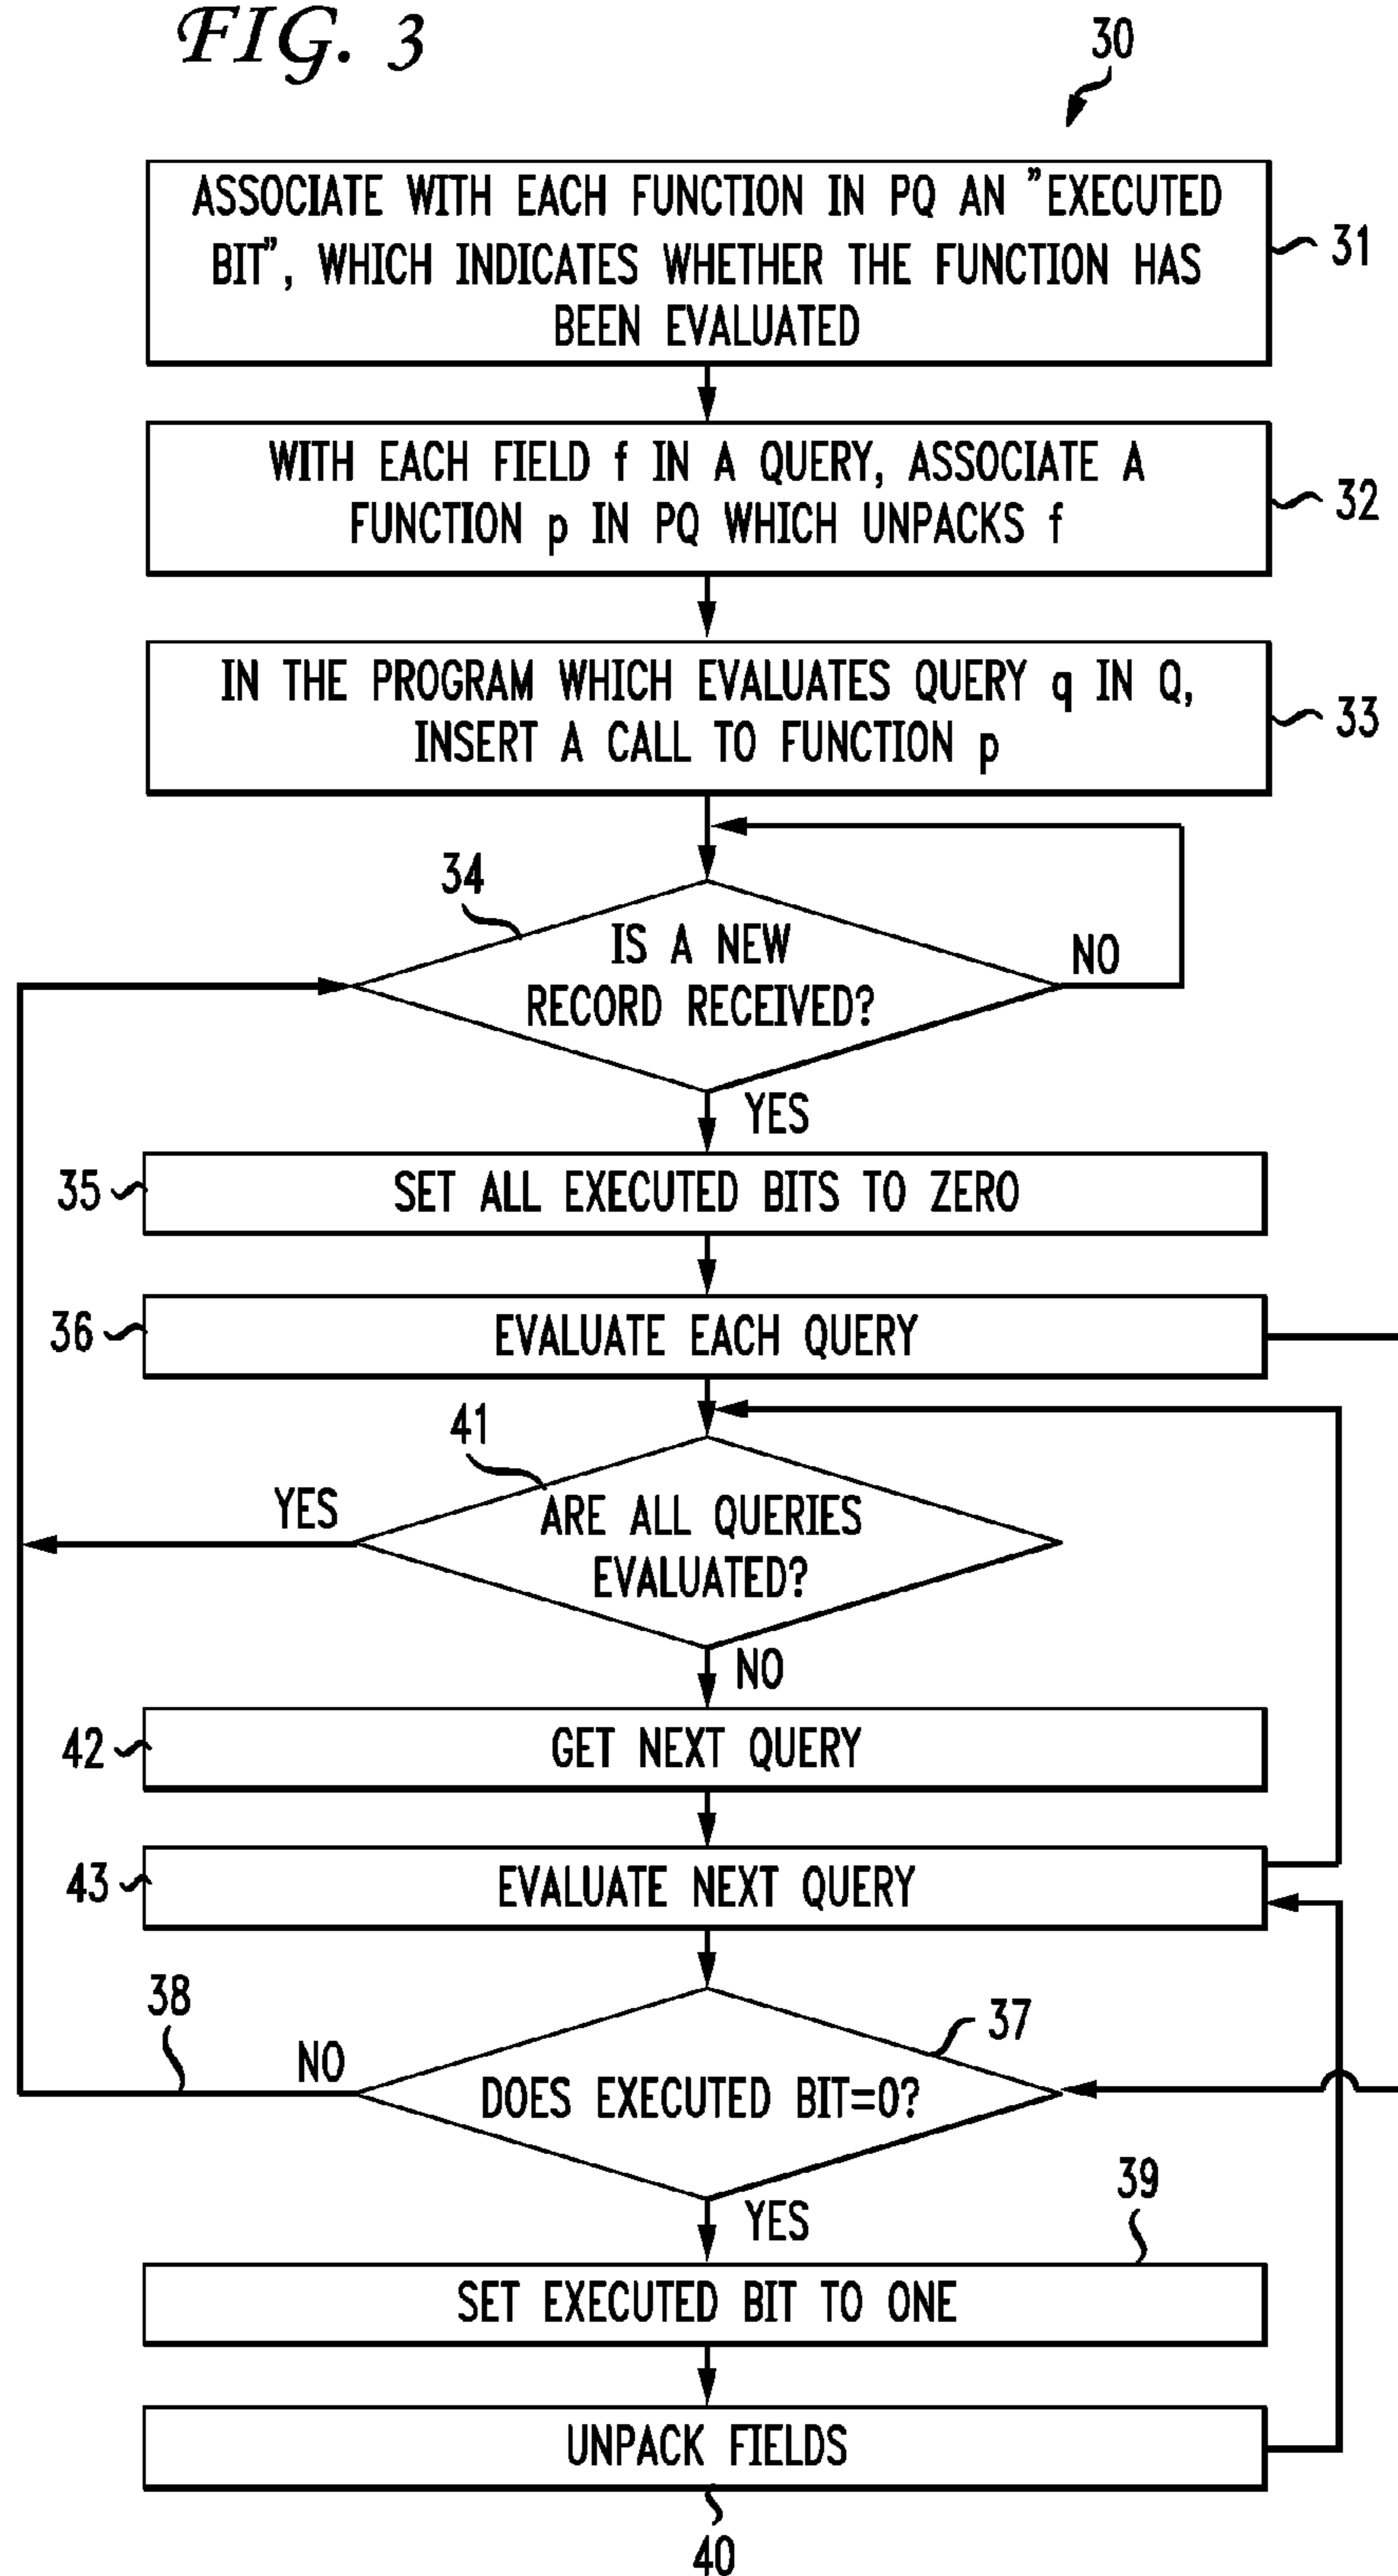 FIG. 3
30
ASSOCIATE WITH EACH FUNCTION IN PQ AN "EXECUTED
BIT", WHICH INDICATES WHETHER THE FUNCTION HAS
BEEN EVALUATED
31
WITH EACH FIELD f IN A QUERY, ASSOCIATE A
FUNCTION p IN PQ WHICH UNPACKS f
32
IN THE PROGRAM WHICH EVALUATES QUERY q IN Q,
INSERT A CALL TO FUNCTION p
33
34
IS A NEW
RECORD RECEIVED?
NO
YES
35
SET ALL EXECUTED BITS TO ZERO
36
EVALUATE EACH QUERY
41
YES
ARE ALL QUERIES
EVALUATED?
NO
42
GET NEXT QUERY
43
EVALUATE NEXT QUERY
38
37
NO
DOES EXECUTED BIT=0?
YES
39
SET EXECUTED BIT TO ONE
UNPACK FIELDS
40